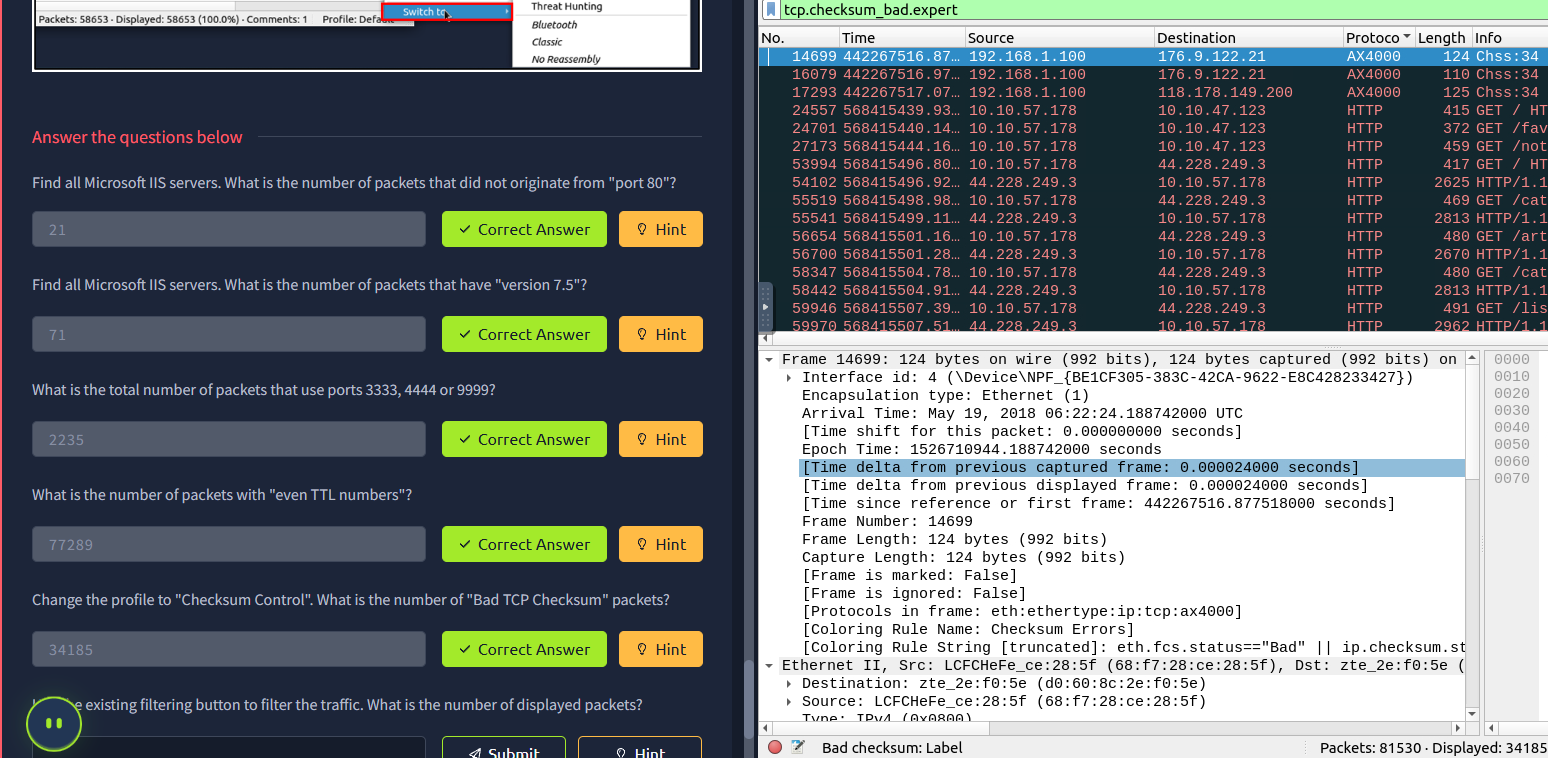 Switch to
Packets: 58653 · Displayed: 58653 (100.0%) · Comments: 1 Profile: Defau
Threat Hunting
Bluetooth
Classic
No Reassembly
Answer the questions below
Find all Microsoft IIS servers. What is the number of packets that did not originate from "port 80"?
21
Correct Answer
Hint
Find all Microsoft IIS servers. What is the number of packets that have "version 7.5"?
71
Correct Answer
Hint
What is the total number of packets that use ports 3333, 4444 or 9999?
2235
Correct Answer
Hint
What is the number of packets with "even TTL numbers"?
77289
Correct Answer
Hint
Change the profile to "Checksum Control". What is the number of "Bad TCP Checksum" packets?
34185
Correct Answer
Hint
existing filtering button to filter the traffic. What is the number of displayed packets?
Submit
Hint
tcp.checksum_bad.expert
No. Time Source Destination Protoco Length Info
14699 442267516.87… 192.168.1.100 176.9.122.21 AX4000 124 Chss:34
16079 442267516.97… 192.168.1.100 176.9.122.21 AX4000 110 Chss:34
17293 442267517.07… 192.168.1.100 118.178.149.200 AX4000 125 Chss:34
24557 568415439.93… 10.10.57.178 10.10.47.123 HTTP 415 GET / HT
24701 568415440.14… 10.10.57.178 10.10.47.123 HTTP 372 GET /fav
27173 568415444.16… 10.10.57.178 10.10.47.123 HTTP 459 GET /not
53994 568415496.80… 10.10.57.178 44.228.249.3 HTTP 417 GET / HT
54102 568415496.92… 44.228.249.3 10.10.57.178 HTTP 2625 HTTP/1.1
55519 568415498.98… 10.10.57.178 44.228.249.3 HTTP 469 GET /cat
55541 568415499.11… 44.228.249.3 10.10.57.178 HTTP 2813 HTTP/1.1
56654 568415501.16… 10.10.57.178 44.228.249.3 HTTP 480 GET /art
56700 568415501.28… 44.228.249.3 10.10.57.178 HTTP 2670 HTTP/1.1
58347 568415504.78… 10.10.57.178 44.228.249.3 HTTP 480 GET /cat
58442 568415504.91… 44.228.249.3 10.10.57.178 HTTP 2813 HTTP/1.1
59946 568415507.39… 10.10.57.178 44.228.249.3 HTTP 491 GET /lis
59970 568415507.51… 44.228.249.3 10.10.57.178 HTTP 2962 HTTP/1.1
Frame 14699: 124 bytes on wire (992 bits), 124 bytes captured (992 bits) on
Interface id: 4 (\Device\NPF_{BE1CF305-383C-42CA-9622-E8C428233427})
Encapsulation type: Ethernet (1)
Arrival Time: May 19, 2018 06:22:24.188742000 UTC
[Time shift for this packet: 0.000000000 seconds]
Epoch Time: 1526710944.188742000 seconds
[Time delta from previous captured frame: 0.000024000 seconds]
[Time delta from previous displayed frame: 0.000024000 seconds]
[Time since reference or first frame: 442267516.877518000 seconds]
Frame Number: 14699
Frame Length: 124 bytes (992 bits)
Capture Length: 124 bytes (992 bits)
[Frame is marked: False]
[Frame is ignored: False]
[Protocols in frame: eth:ethertype:ip:tcp:ax4000]
[Coloring Rule Name: Checksum Errors]
[Coloring Rule String [truncated]: eth.fcs.status=="Bad" || ip.checksum.st
Ethernet II, Src: LCFCHeFe_ce:28:5f (68:f7:28:ce:28:5f), Dst: zte_2e:f0:5e (
Destination: zte_2e:f0:5e (d0:60:8c:2e:f0:5e)
Source: LCFCHeFe_ce:28:5f (68:f7:28:ce:28:5f)
Type: IPv4 (0x0800)
0000
0010
0020
0030
0040
0050
0060
0070
Bad checksum: Label
Packets: 81530 · Displayed: 34185